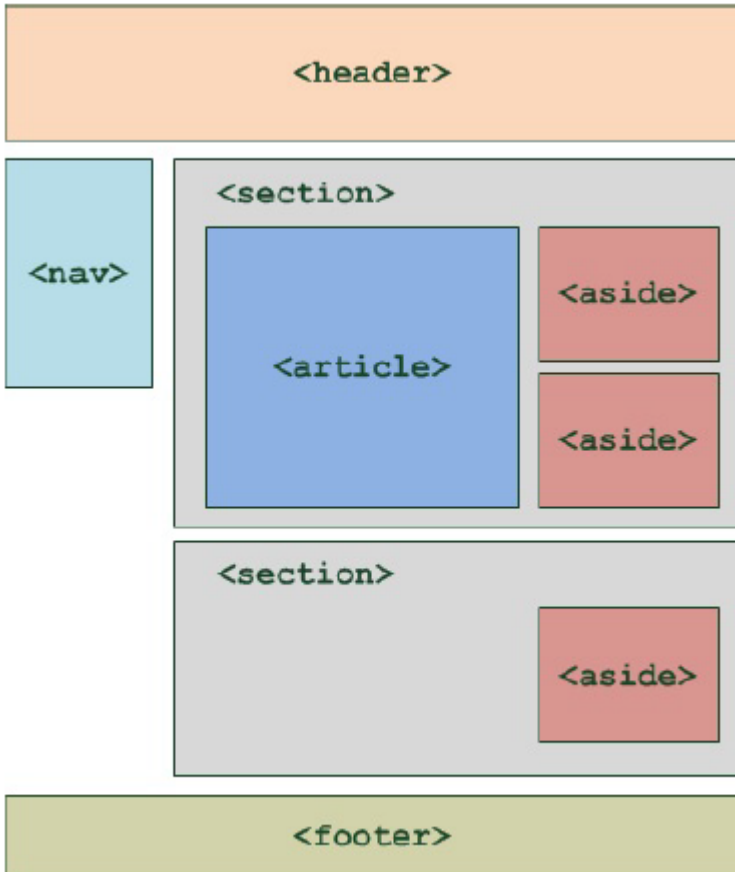 <header>
<nav>
<section>
<article>
<aside>
<aside>
<section>
<aside>
<footer>